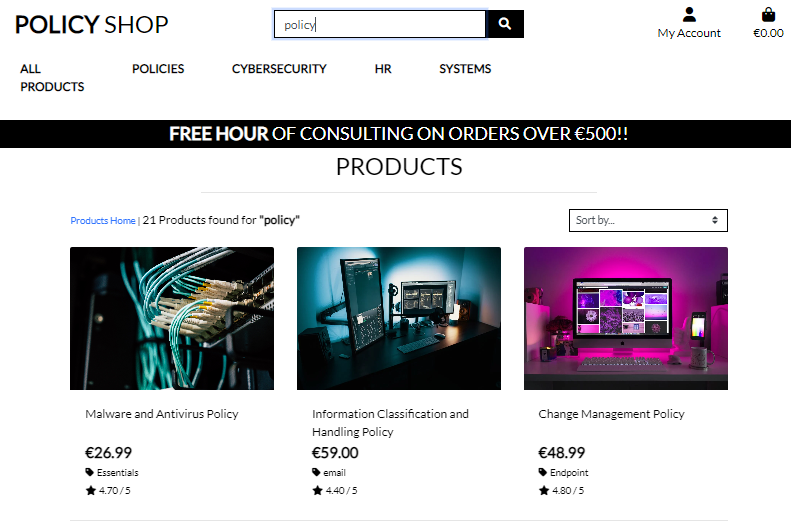 POLICY SHOP
policy
My Account
€0.00
ALL PRODUCTS
POLICIES
CYBERSECURITY
HR
SYSTEMS
FREE HOUR OF CONSULTING ON ORDERS OVER €500!!
PRODUCTS
Products Home | 21 Products found for "policy"
Sort by...
Malware and Antivirus Policy
€26.99
Essentials
4.70 / 5
Information Classification and
Handling Policy
€59.00
email
4.40 / 5
Change Management Policy
€48.99
Endpoint
4.80 / 5